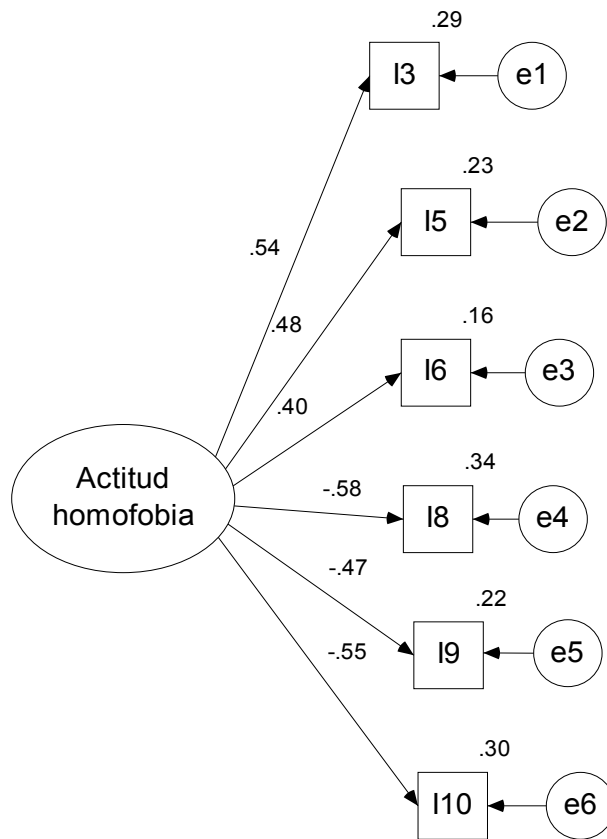 .29
I3
e1
.23
I5
e2
.54
.48
.16
I6
e3
.40
Actitud
homofobia
.34
-.58
I8
e4
-.47
.22
I9
e5
-.55
.30
I10
e6